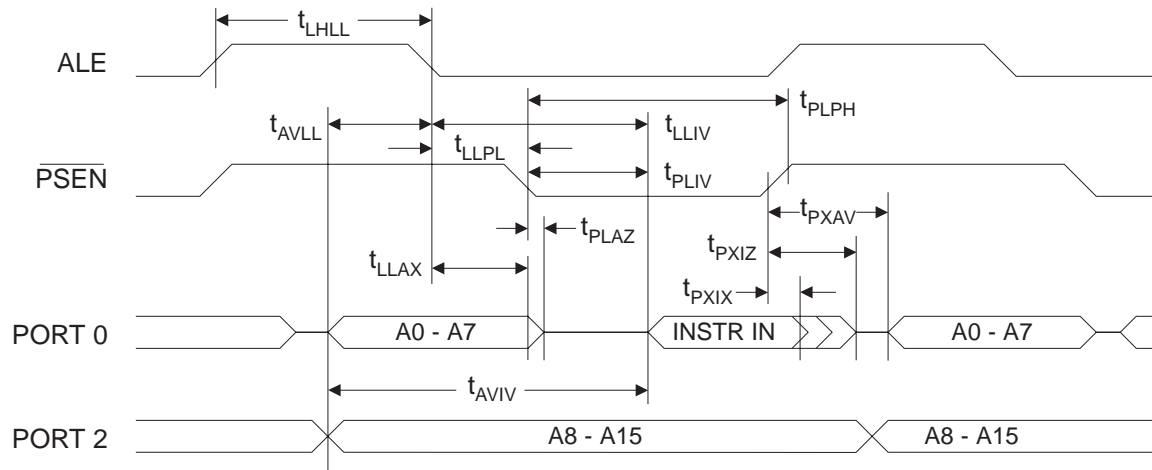 tLHLL
ALE
tAVLL
tLLIV
tPLPH
tLLPL
PSEN
tPLIV
tPLAZ
tPXAV
tLLAX
tPXIZ
tPXIX
PORT 0
A0 - A7
INSTR IN
A0 - A7
tAVIV
PORT 2
A8 - A15
A8 - A15